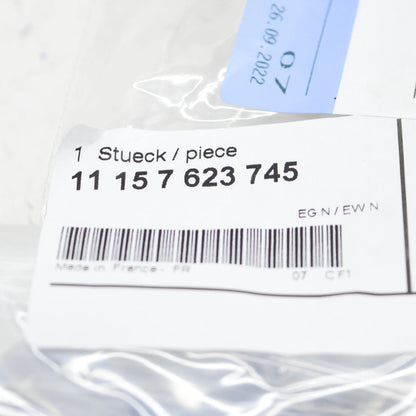 26.09.2022
07
1 Stueck / piece
11 15 7 623 745
EG N / EW N
Made in France - FR
07 CF1